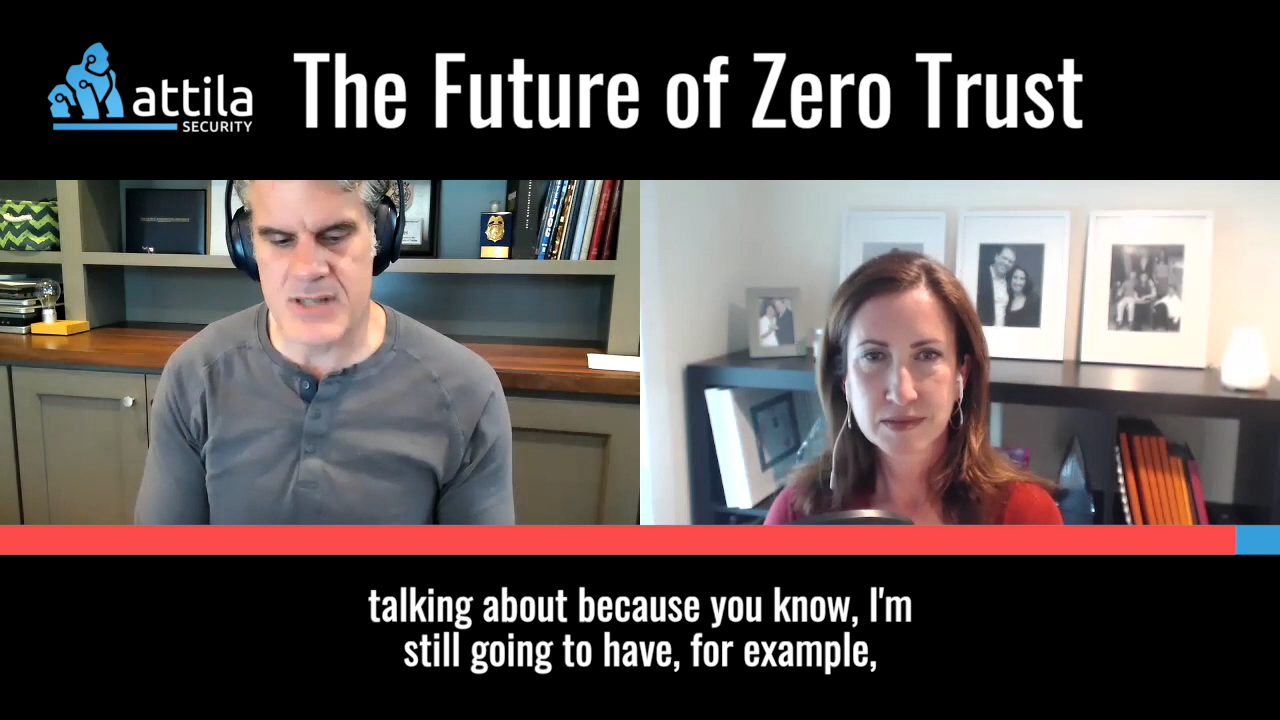 attila
SECURITY
The Future of Zero Trust
talking about because you know, I'm
still going to have, for example,